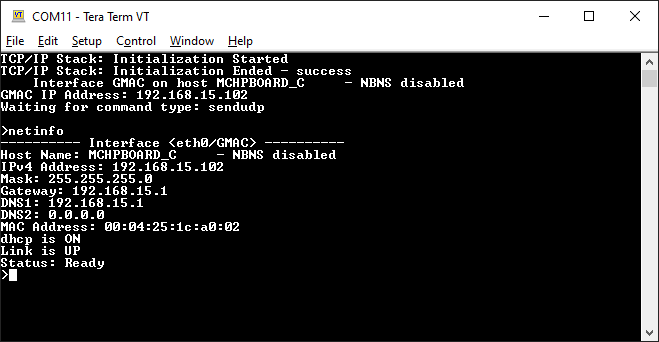 COM11 - Tera Term VT
File Edit Setup Control Window Help
TCP/IP Stack: Initialization Started
TCP/IP Stack: Initialization Ended - success
    Interface GMAC on host MCHPBOARD_C     - NBNS disabled
GMAC IP Address: 192.168.15.102
Waiting for command type: sendudp
>netinfo
---------- Interface <eth0/GMAC> ----------
Host Name: MCHPBOARD_C     - NBNS disabled
IPv4 Address: 192.168.15.102
Mask: 255.255.255.0
Gateway: 192.168.15.1
DNS1: 192.168.15.1
DNS2: 0.0.0.0
MAC Address: 00:04:25:1c:a0:02
dhcp is ON
Link is UP
Status: Ready
>